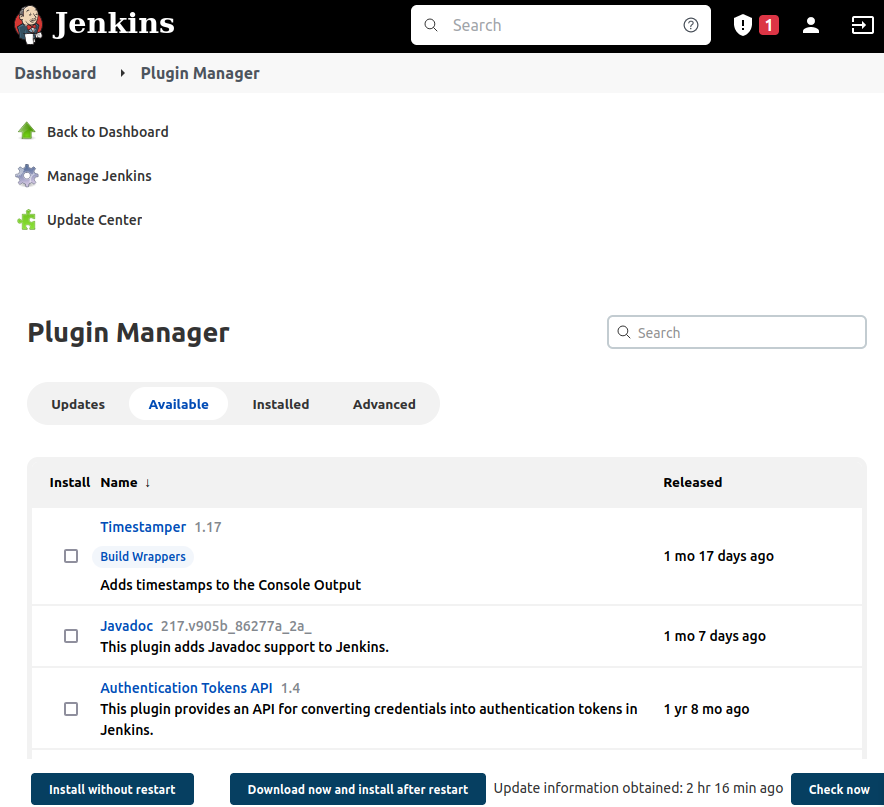 Jenkins
Search
1
Dashboard
Plugin Manager
Back to Dashboard
Manage Jenkins
Update Center
Plugin Manager
Search
Updates Available Installed Advanced
Install Name ↓ Released
Timestamper 1.17
Build Wrappers
1 mo 17 days ago
Adds timestamps to the Console Output
Javadoc 217.v905b_86277a_2a_
1 mo 7 days ago
This plugin adds Javadoc support to Jenkins.
Authentication Tokens API 1.4
This plugin provides an API for converting credentials into authentication tokens in
1 yr 8 mo ago
Jenkins.
Install without restart
Download now and install after restart
Update information obtained: 2 hr 16 min ago
Check now